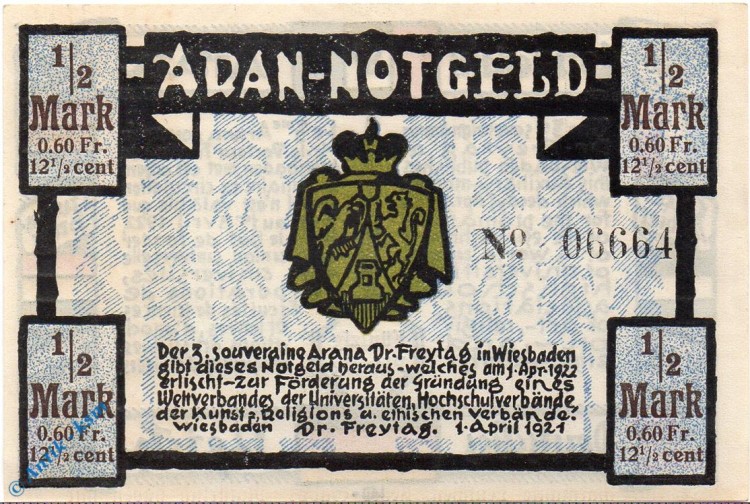 ADAN-NOTGELD
1/2
Mark
0.60 Fr.
12 1/2 cent
1/2
Mark
0.60 Fr.
12 1/2 cent
No 06664
Der 3. souveraine Arana Dr. Freytag in Wiesbaden
gibt dieses Notgeld heraus - welches am 1. Apr. 1922
erlischt - zur Förderung der Gründung eines
Weltverbandes der Universitäten, Hochschulverbände,
der Kunst=, Religions u. ethischen Verbände.
wiesbaden Dr. Freytag. 1. April 1921
1/2
Mark
0.60 Fr.
12 1/2 cent
1/2
Mark
0.60 Fr.
12 1/2 cent